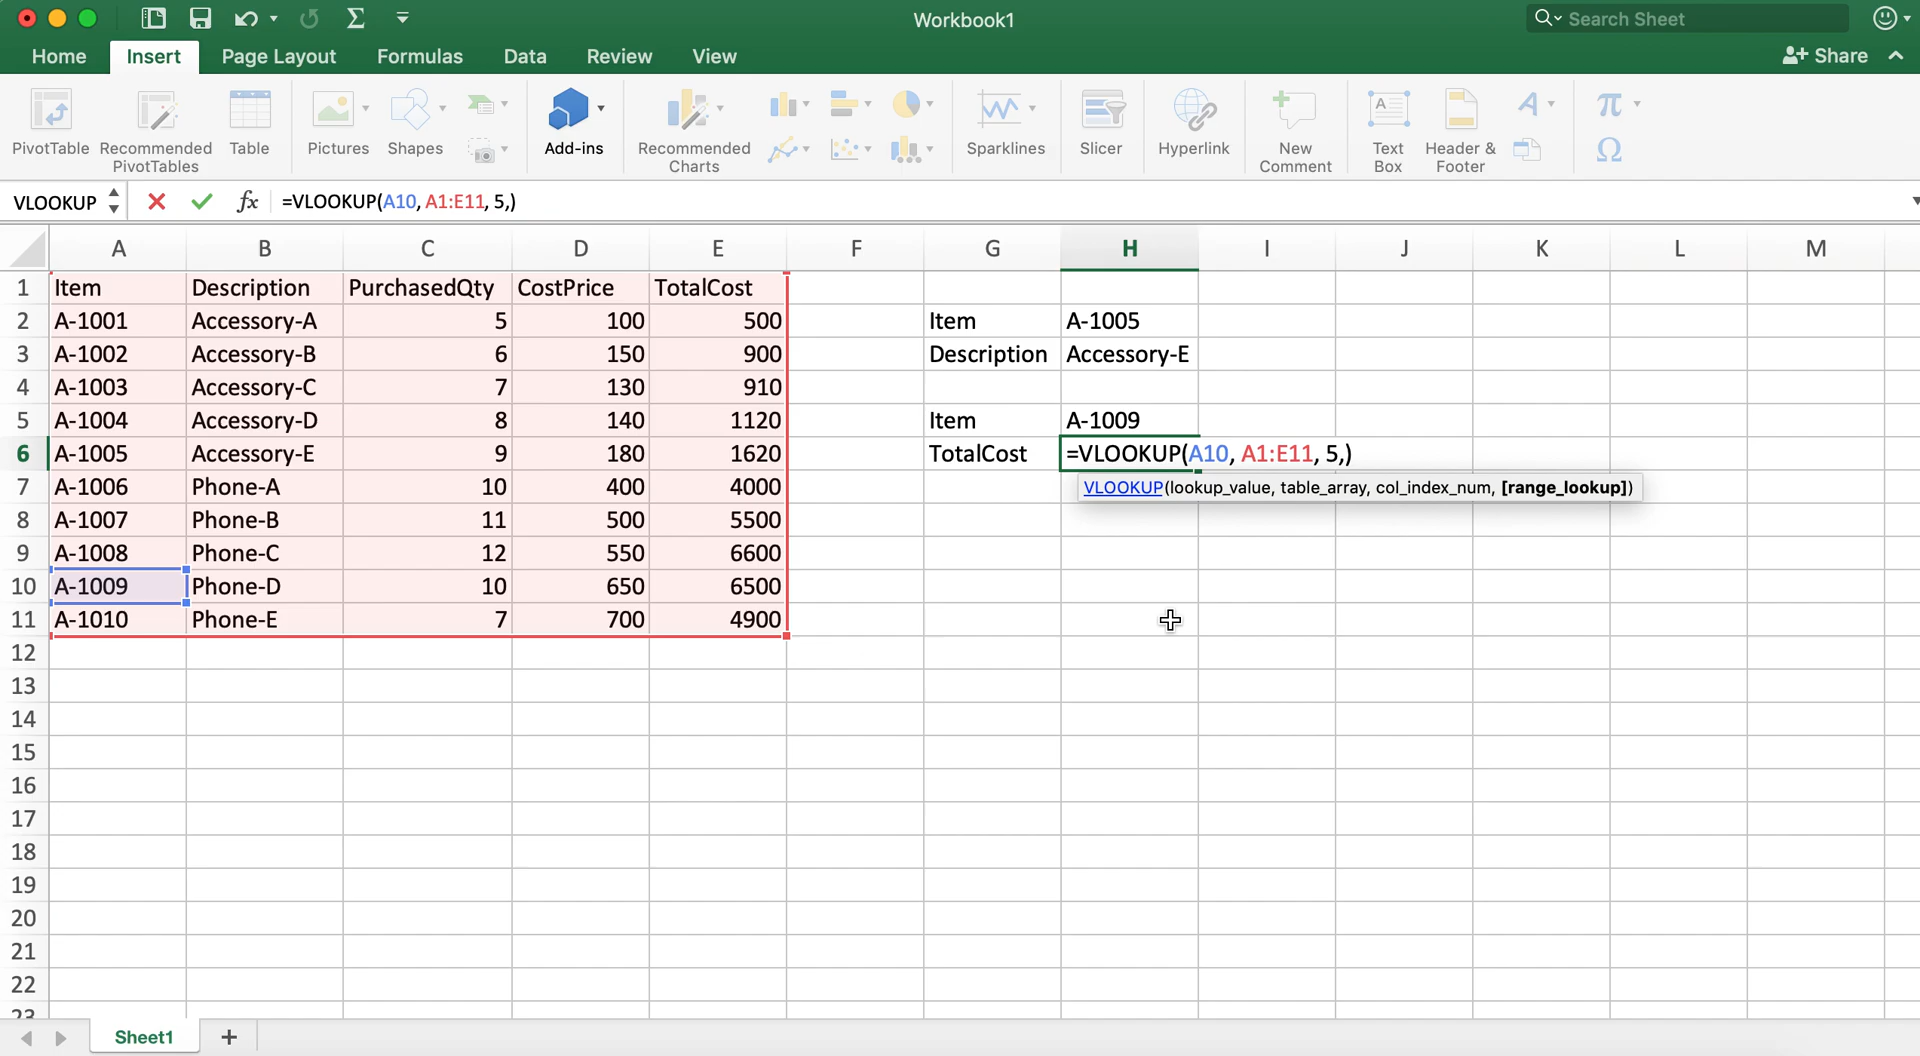 Workbook1
Search Sheet
Home Insert Page Layout Formulas Data Review View
Share
PivotTable Recommended PivotTables Table Pictures Shapes Add-ins Recommended Charts Sparklines Slicer Hyperlink New Comment Text Box Header & Footer A π Ω
VLOOKUP fx =VLOOKUP(A10, A1:E11, 5,)
A B C D E F G H I J K L M
1 Item Description PurchasedQty CostPrice TotalCost
2 A-1001 Accessory-A 5 100 500 Item A-1005
3 A-1002 Accessory-B 6 150 900 Description Accessory-E
4 A-1003 Accessory-C 7 130 910
5 A-1004 Accessory-D 8 140 1120 Item A-1009
6 A-1005 Accessory-E 9 180 1620 TotalCost =VLOOKUP(A10, A1:E11, 5,)
7 A-1006 Phone-A 10 400 4000 VLOOKUP(lookup_value, table_array, col_index_num, [range_lookup])
8 A-1007 Phone-B 11 500 5500
9 A-1008 Phone-C 12 550 6600
10 A-1009 Phone-D 10 650 6500
11 A-1010 Phone-E 7 700 4900
12
13
14
15
16
17
18
19
20
21
22
23
Sheet1